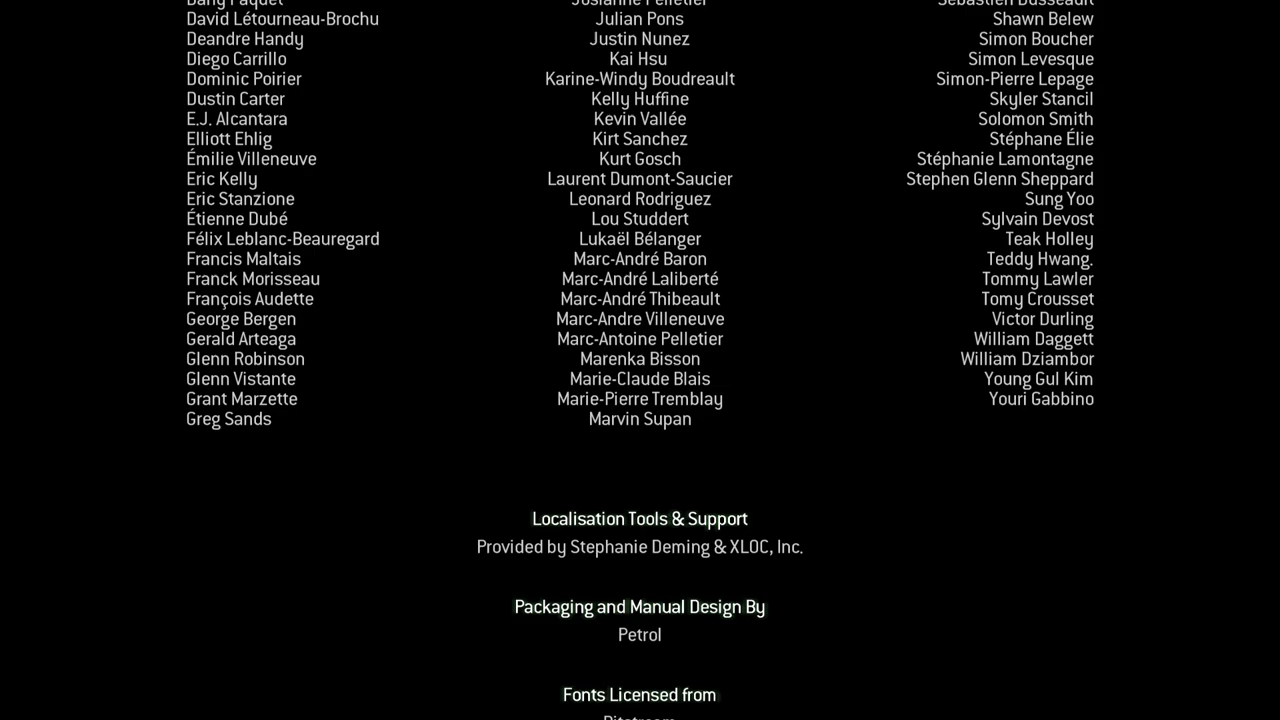 Dany Paquet
David Létourneau-Brochu
Deandre Handy
Diego Carrillo
Dominic Poirier
Dustin Carter
E.J. Alcantara
Elliott Ehlig
Émilie Villeneuve
Eric Kelly
Eric Stanzione
Étienne Dubé
Félix Leblanc-Beauregard
Francis Maltais
Franck Morisseau
François Audette
George Bergen
Gerald Arteaga
Glenn Robinson
Glenn Vistante
Grant Marzette
Greg Sands
Josianne Pelletier
Julian Pons
Justin Nunez
Kai Hsu
Karine-Windy Boudreault
Kelly Huffine
Kevin Vallée
Kirt Sanchez
Kurt Gosch
Laurent Dumont-Saucier
Leonard Rodriguez
Lou Studdert
Lukaël Bélanger
Marc-André Baron
Marc-André Laliberté
Marc-André Thibeault
Marc-Andre Villeneuve
Marc-Antoine Pelletier
Marenka Bisson
Marie-Claude Blais
Marie-Pierre Tremblay
Marvin Supan
Sébastien Dusseault
Shawn Belew
Simon Boucher
Simon Levesque
Simon-Pierre Lepage
Skyler Stancil
Solomon Smith
Stéphane Élie
Stéphanie Lamontagne
Stephen Glenn Sheppard
Sung Yoo
Sylvain Devost
Teak Holley
Teddy Hwang.
Tommy Lawler
Tomy Crousset
Victor Durling
William Daggett
William Dziambor
Young Gul Kim
Youri Gabbino
Localisation Tools & Support
Provided by Stephanie Deming & XLOC, Inc.
Packaging and Manual Design By
Petrol
Fonts Licensed from